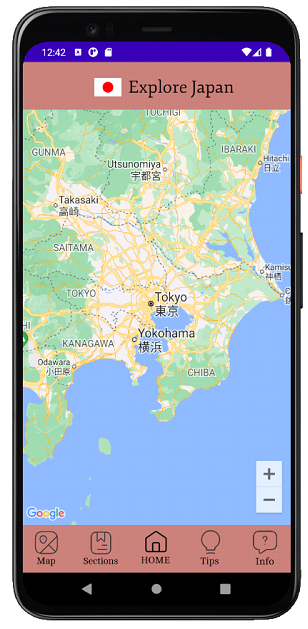 12:42
Explore Japan
TOCHIGI
GUNMA
IBARAKI
Utsunomiya
宇都宮
Hitachi
日立
Takasaki
高崎
SAITAMA
Kamisu
神栖
TOKYO
Tokyo
東京
Yokohama
横浜
KANAGAWA
Odawara
小田原
CHIBA
+
−
Google
Map
Sections
HOME
Tips
Info